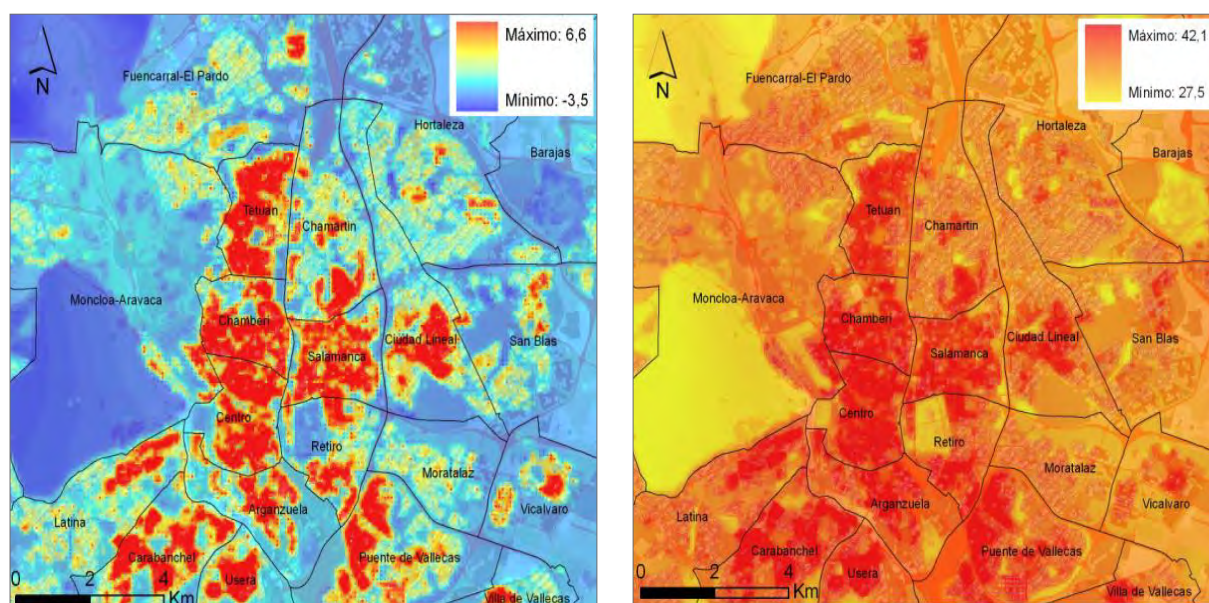 Máximo: 6,6
Mínimo: -3,5
N
Fuencarral-El Pardo
Hortaleza
Barajas
Tetuan
Chamartin
Moncloa-Aravaca
Chamberi
Salamanca
Ciudad Lineal
San Blas
Centro
Retiro
Moratalaz
Arganzuela
Vicalvaro
Latina
Carabanchel
Usera
Puente de Vallecas
Villa de Vallecas
0 2 4
Km
Máximo: 42,1
Mínimo: 27,5
N
Fuencarral-El Pardo
Hortaleza
Barajas
Tetuan
Chamartin
Moncloa-Aravaca
Chamberi
Salamanca
Ciudad Lineal
San Blas
Centro
Retiro
Moratalaz
Arganzuela
Vicalvaro
Latina
Carabanchel
Usera
Puente de Vallecas
Villa de Vallecas
0 2 4
Km